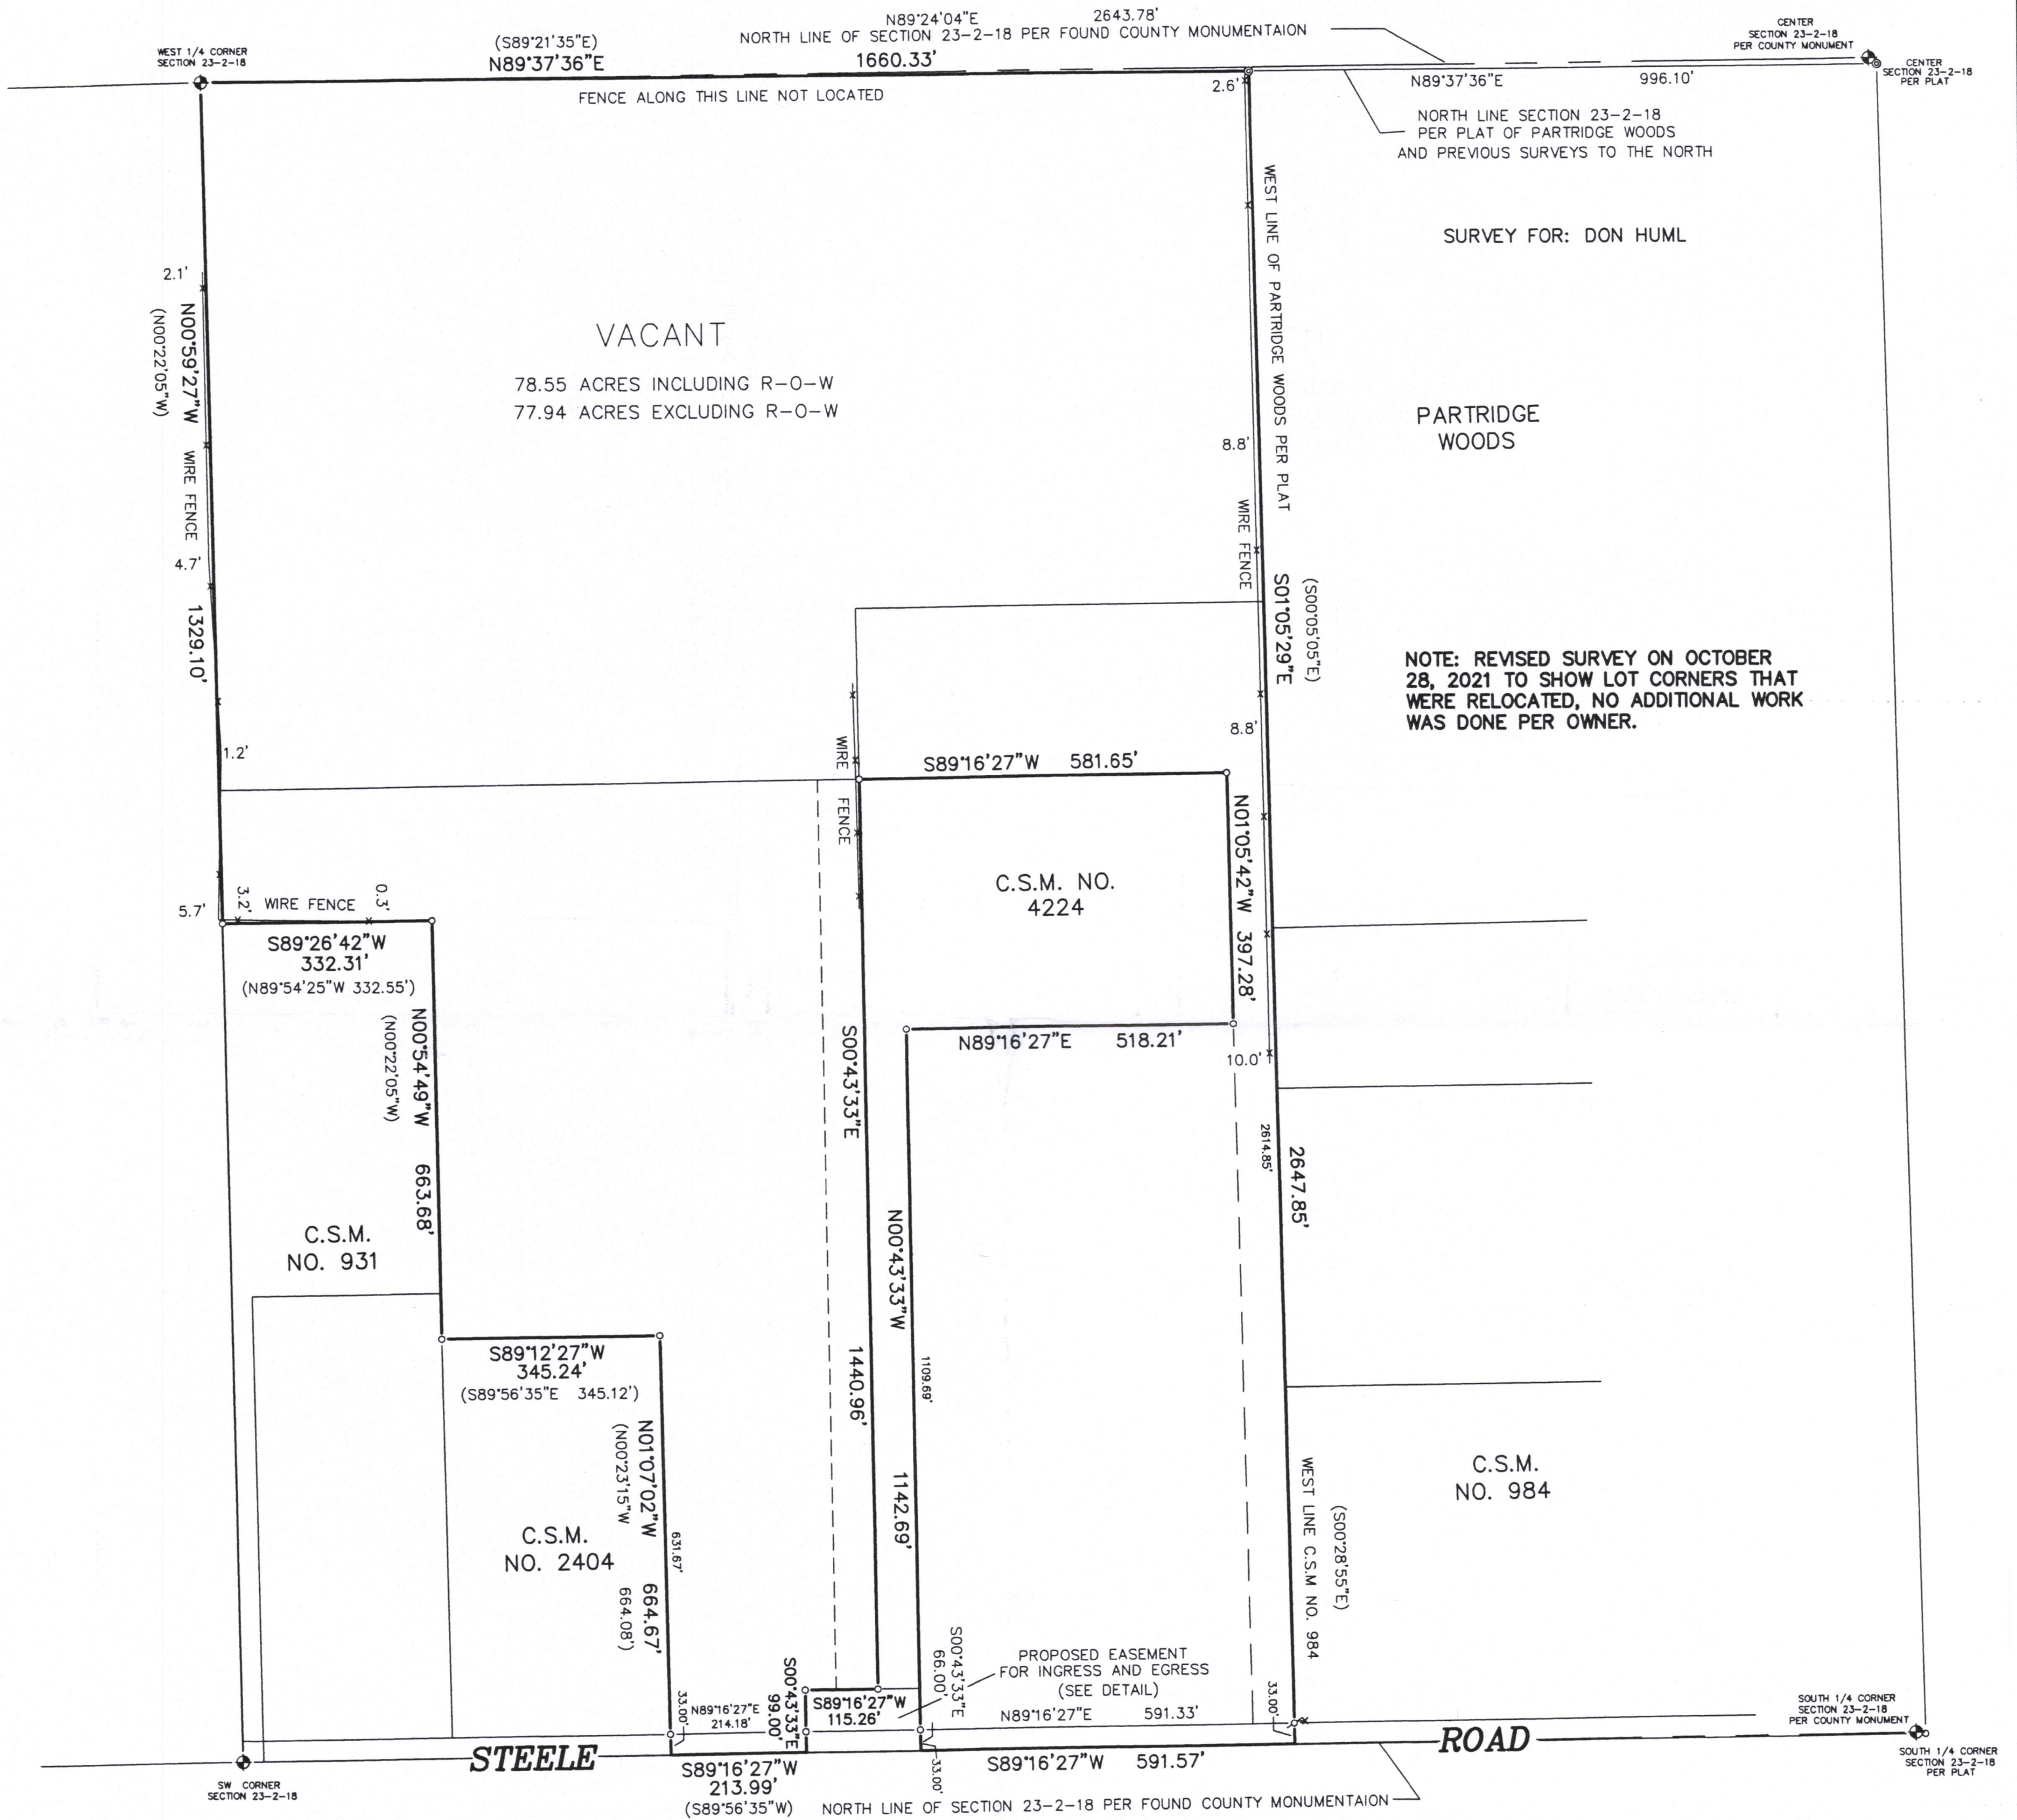 N89°24'04"E 2643.78'
NORTH LINE OF SECTION 23-2-18 PER FOUND COUNTY MONUMENTAION
WEST 1/4 CORNER
SECTION 23-2-18
(S89°21'35"E)
N89°37'36"E 1660.33'
FENCE ALONG THIS LINE NOT LOCATED
CENTER
SECTION 23-2-18
PER COUNTY MONUMENT
CENTER
SECTION 23-2-18
PER PLAT
2.6'
N89°37'36"E 996.10'
NORTH LINE SECTION 23-2-18
PER PLAT OF PARTRIDGE WOODS
AND PREVIOUS SURVEYS TO THE NORTH
SURVEY FOR: DON HUML
WEST LINE OF PARTRIDGE WOODS PER PLAT
2.1'
N00°59'27"W WIRE FENCE 1329.10'
(N00°22'05"W)
4.7'
1.2'
VACANT
78.55 ACRES INCLUDING R-O-W
77.94 ACRES EXCLUDING R-O-W
PARTRIDGE
WOODS
8.8'
WIRE FENCE
S01°05'29"E
(S00°05'05"E)
8.8'
NOTE: REVISED SURVEY ON OCTOBER
28, 2021 TO SHOW LOT CORNERS THAT
WERE RELOCATED, NO ADDITIONAL WORK
WAS DONE PER OWNER.
WIRE FENCE
S89°16'27"W 581.65'
N01°05'42"W 397.28'
C.S.M. NO.
4224
5.7'
3.2'
WIRE FENCE
0.3'
S89°26'42"W
332.31'
(N89°54'25"W 332.55')
N00°54'49"W 663.68'
(N00°22'05"W)
N89°16'27"E 518.21'
10.0'
S00°43'33"E 1440.96'
N00°43'33"W 1142.69'
1109.69'
2614.85'
2647.85'
C.S.M.
NO. 931
S89°12'27"W
345.24'
(S89°56'35"E 345.12')
N01°07'02"W 664.67'
(N00°23'15"W 664.08')
631.67'
C.S.M.
NO. 2404
C.S.M.
NO. 984
WEST LINE C.S.M NO. 984
(S00°28'55"E)
PROPOSED EASEMENT
FOR INGRESS AND EGRESS
(SEE DETAIL)
S00°43'33"E
66.00'
33.00'
N89°16'27"E
214.18'
S00°43'33"E
99.00'
S89°16'27"W
115.26'
N89°16'27"E 591.33'
33.00'
SOUTH 1/4 CORNER
SECTION 23-2-18
PER COUNTY MONUMENT
STEELE ROAD
S89°16'27"W
213.99'
(S89°56'35"W)
33.00'
S89°16'27"W 591.57'
NORTH LINE OF SECTION 23-2-18 PER FOUND COUNTY MONUMENTAION
SW CORNER
SECTION 23-2-18
SOUTH 1/4 CORNER
SECTION 23-2-18
PER PLAT